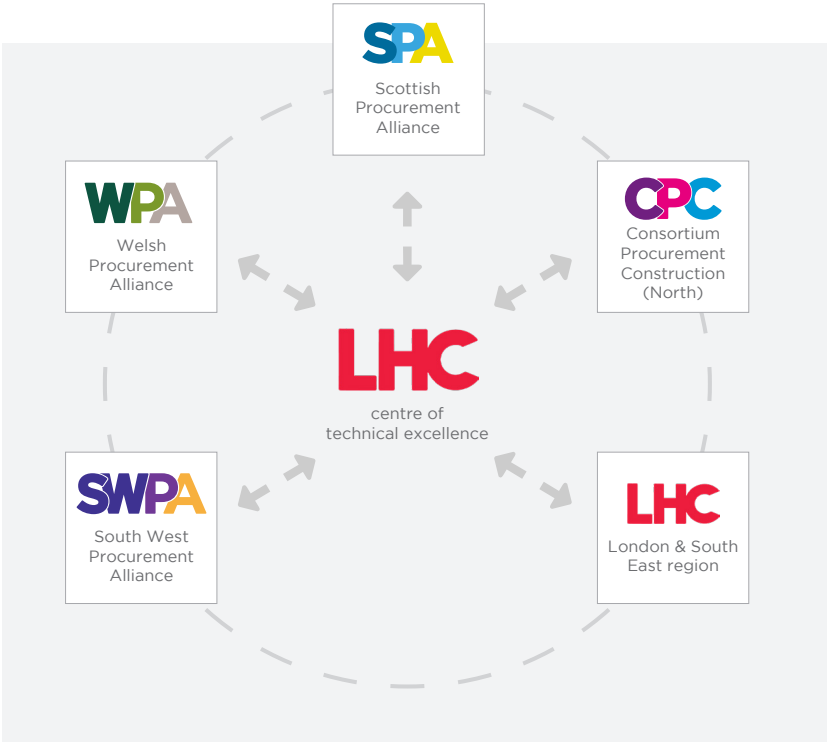 SPA
Scottish
Procurement
Alliance
WPA
Welsh
Procurement
Alliance
CPC
Consortium
Procurement
Construction
(North)
LHC
centre of
technical excellence
SWPA
South West
Procurement
Alliance
LHC
London & South
East region